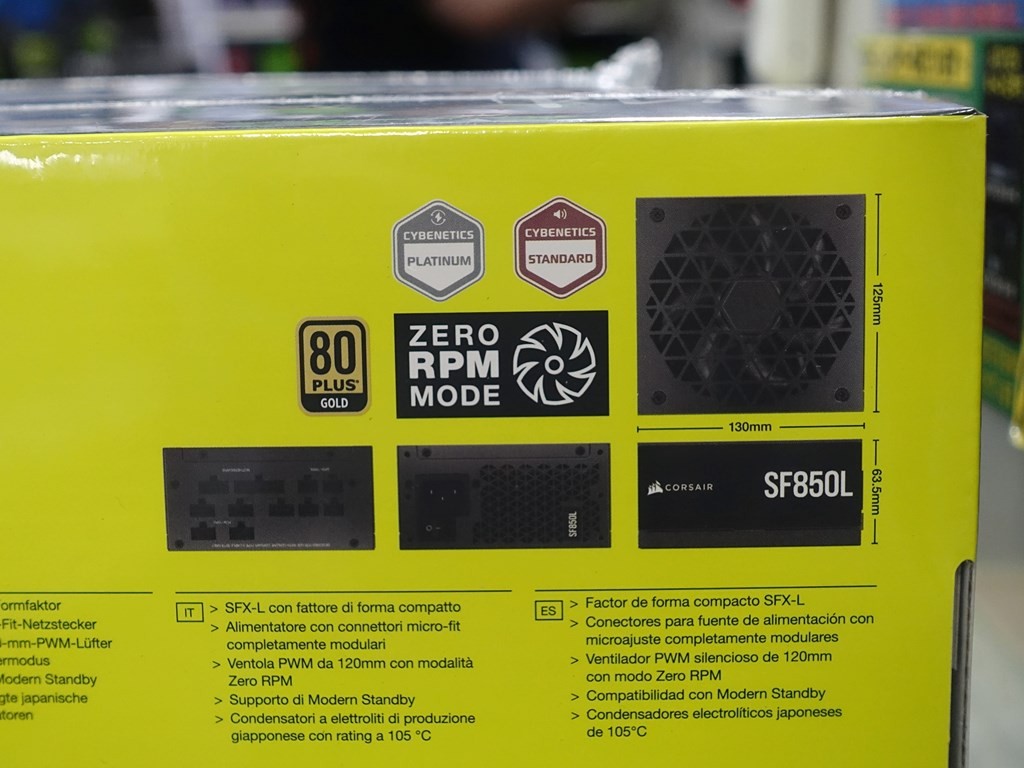 CYBENETICS
PLATINUM
CYBENETICS
STANDARD
80
PLUS
GOLD
ZERO
RPM
MODE
125mm
130mm
SF850L
CORSAIR
SF850L
63.5mm
ormfaktor
-Fit-Netzstecker
-mm-PWM-Lüfter
ermodus
Modern Standby
gte japanische
toren
IT
> SFX-L con fattore di forma compatto
> Alimentatore con connettori micro-fit
completamente modulari
> Ventola PWM da 120mm con modalità
Zero RPM
> Supporto di Modern Standby
> Condensatori a elettroliti di produzione
giapponese con rating a 105 °C
ES
> Factor de forma compacto SFX-L
> Conectores para fuente de alimentación con
microajuste completamente modulares
> Ventilador PWM silencioso de 120mm
con modo Zero RPM
> Compatibilidad con Modern Standby
> Condensadores electrolíticos japoneses
de 105°C